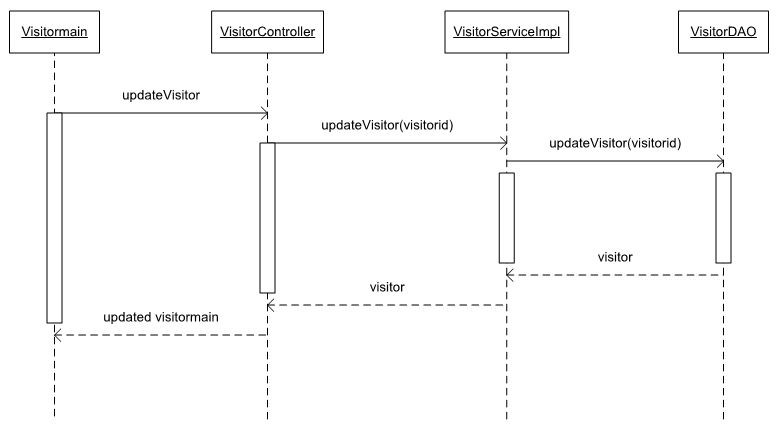 Visitormain
VisitorController
VisitorServiceImpl
VisitorDAO
updateVisitor
updateVisitor(visitorid)
updateVisitor(visitorid)
visitor
visitor
updated visitormain